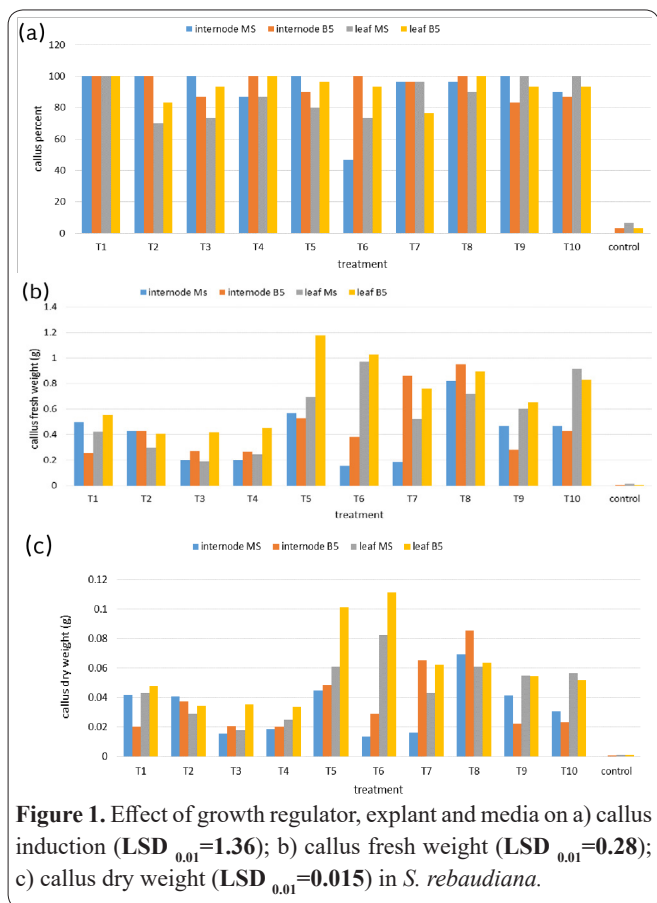 (a)
internode MS internode B5 leaf MS leaf B5
120
100
80
60
40
20
0
callus percent
T1 T2 T3 T4 T5 T6 T7 T8 T9 T10 control
treatment
(b)
internode Ms internode B5 leaf Ms leaf B5
1.4
1.2
1
0.8
0.6
0.4
0.2
0
calllus fresh weight (g)
T1 T2 T3 T4 T5 T6 T7 T8 T9 T10 control
treatment
(c)
internode MS internode B5 leaf MS leaf B5
0.12
0.1
0.08
0.06
0.04
0.02
0
callus dry weight (g)
T1 T2 T3 T4 T5 T6 T7 T8 T9 T10 control
treatment
Figure 1. Effect of growth regulator, explant and media on a) callus
induction (LSD 0.01=1.36); b) callus fresh weight (LSD 0.01=0.28);
c) callus dry weight (LSD 0.01=0.015) in S. rebaudiana.